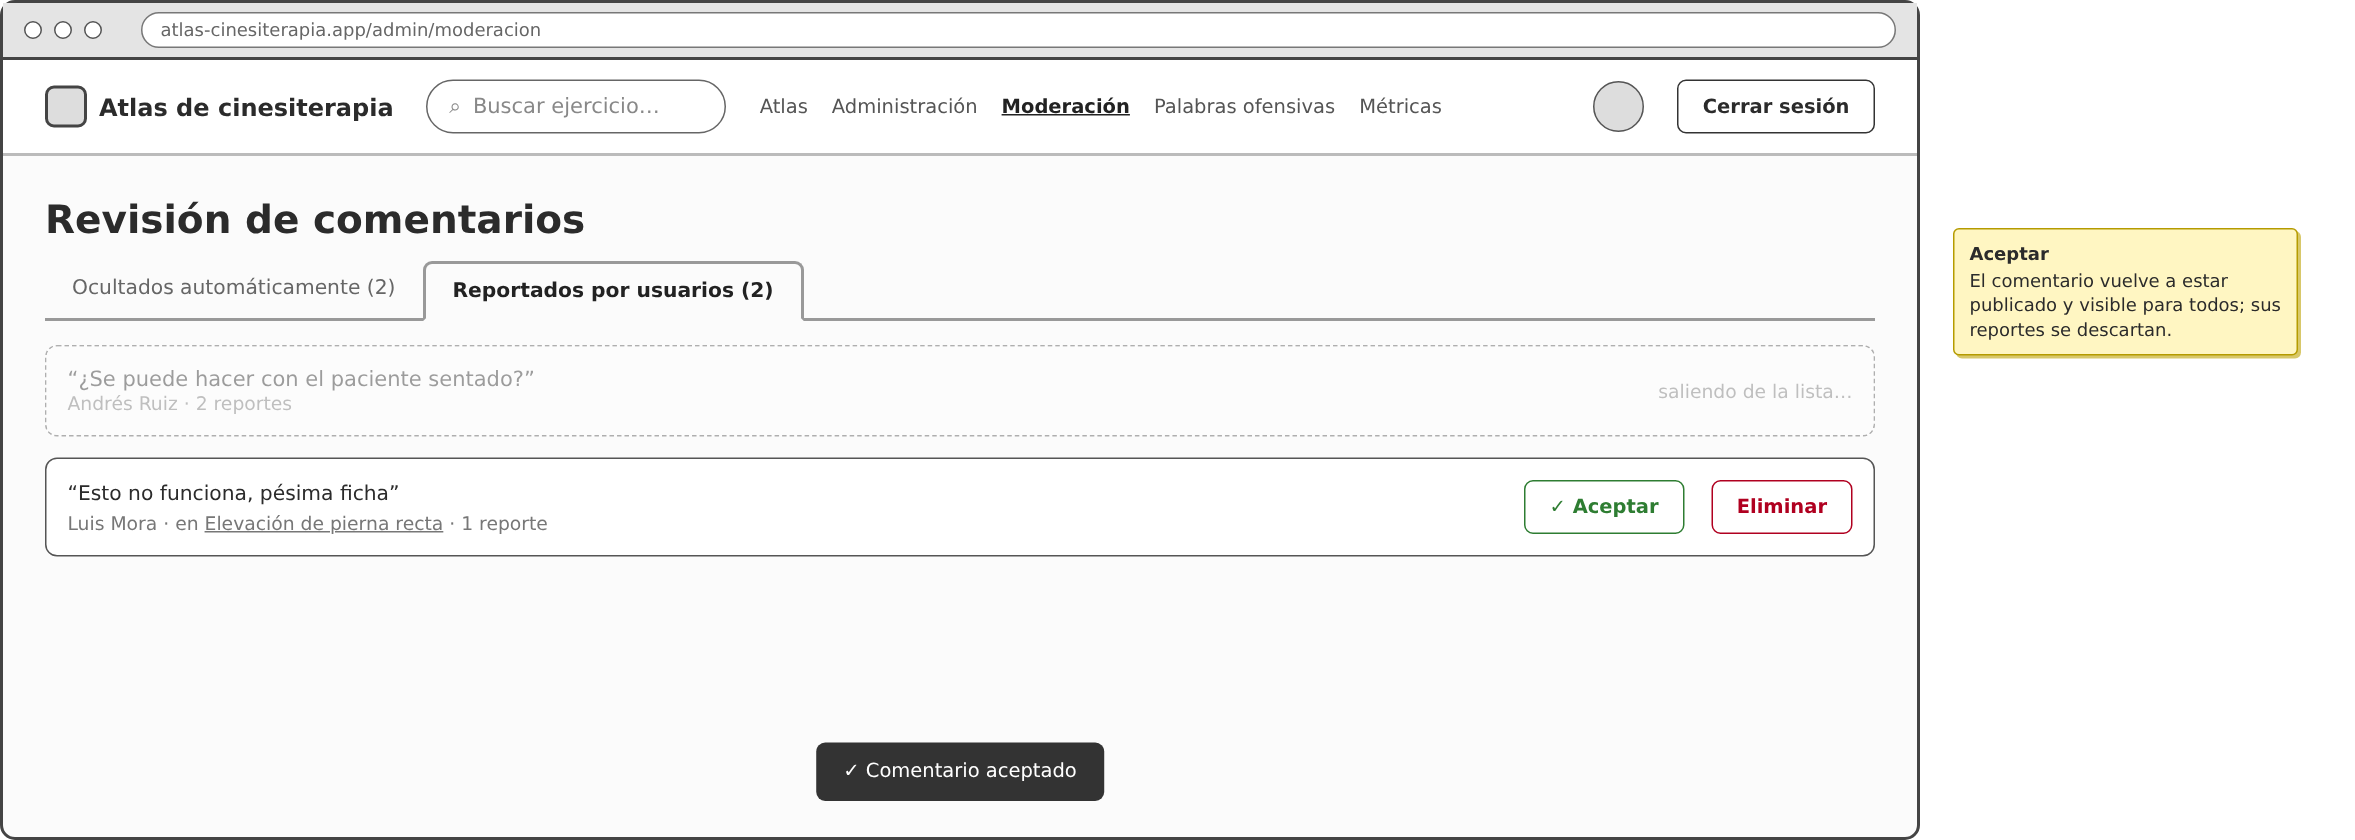 atlas-cinesiterapia.app/admin/moderacion
Atlas de cinesiterapia
Buscar ejercicio...
Atlas
Administración
Moderación
Palabras ofensivas
Métricas
Cerrar sesión
Revisión de comentarios
Ocultados automáticamente (2)
Reportados por usuarios (2)
“¿Se puede hacer con el paciente sentado?”
Andrés Ruiz · 2 reportes
saliendo de la lista...
“Esto no funciona, pésima ficha”
Luis Mora · en Elevación de pierna recta · 1 reporte
✓ Aceptar
Eliminar
✓ Comentario aceptado
Aceptar
El comentario vuelve a estar
publicado y visible para todos; sus
reportes se descartan.